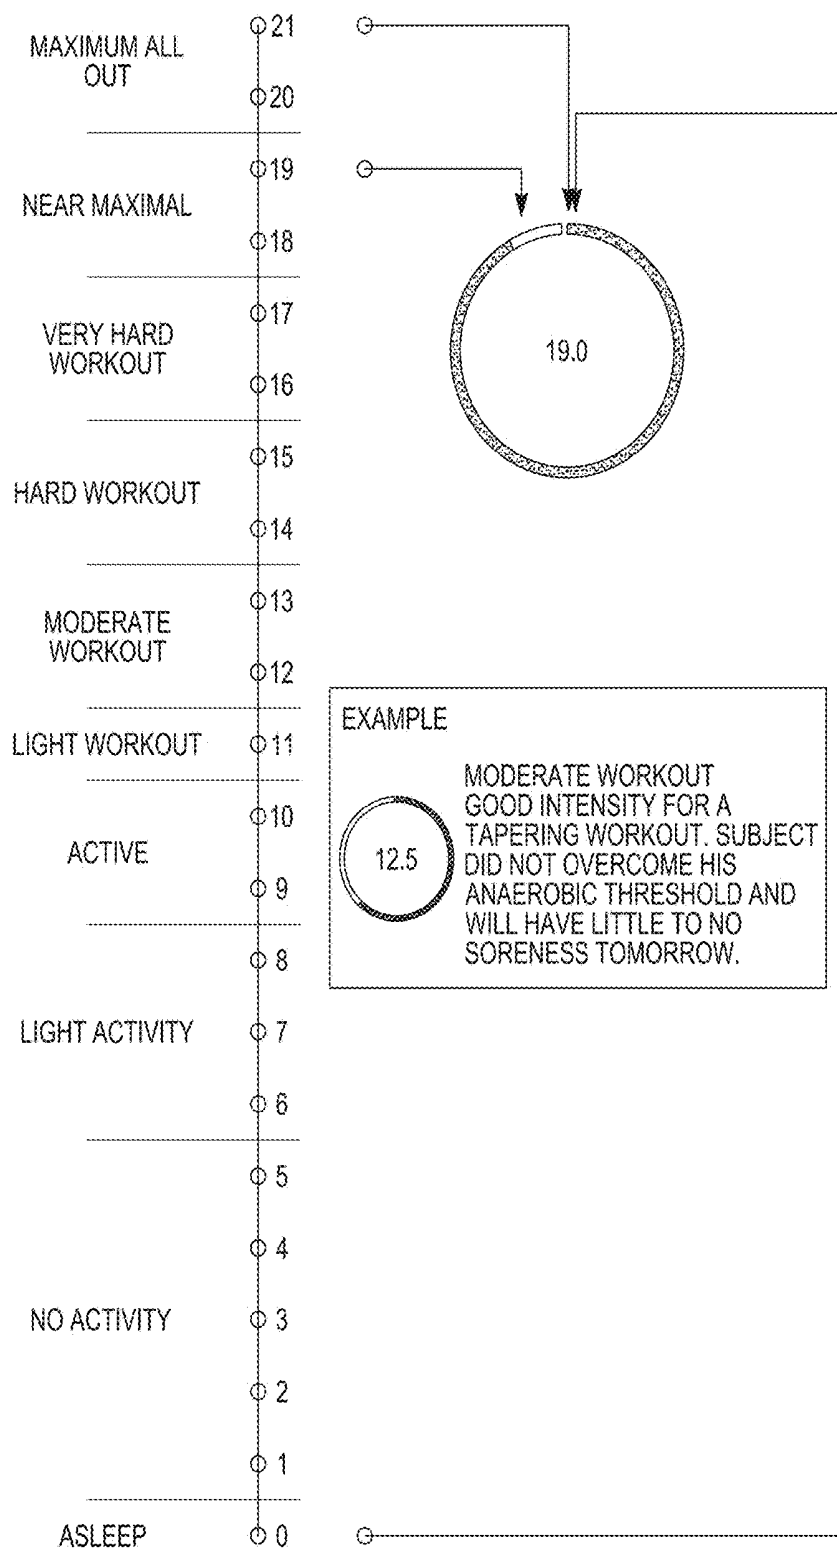 MAXIMUM ALL
OUT
21
20
NEAR MAXIMAL
19
18
VERY HARD
WORKOUT
17
16
HARD WORKOUT
15
14
MODERATE
WORKOUT
13
12
LIGHT WORKOUT
11
ACTIVE
10
9
LIGHT ACTIVITY
8
7
6
NO ACTIVITY
5
4
3
2
1
ASLEEP
0
19.0
EXAMPLE
12.5
MODERATE WORKOUT
GOOD INTENSITY FOR A
TAPERING WORKOUT. SUBJECT
DID NOT OVERCOME HIS
ANAEROBIC THRESHOLD AND
WILL HAVE LITTLE TO NO
SORENESS TOMORROW.